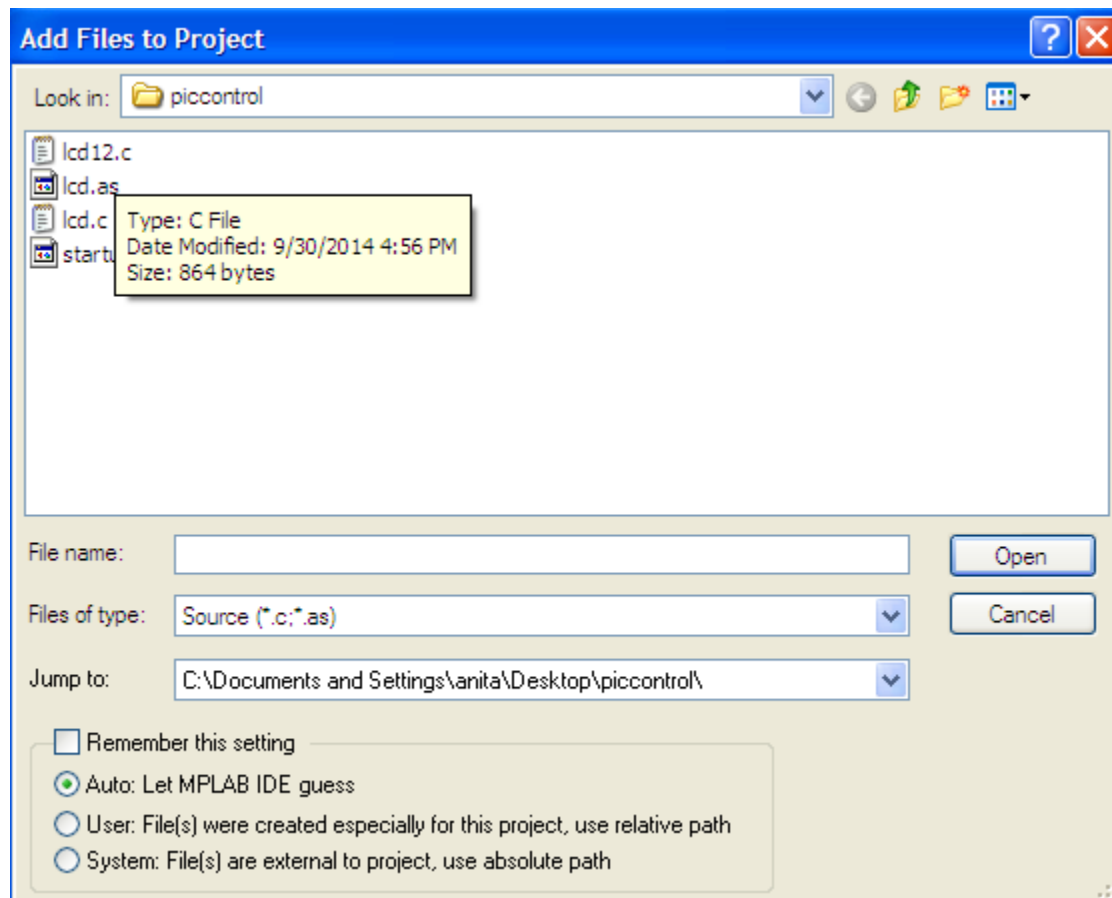 Add Files to Project
Look in: piccontrol
lcd12.c
lcd.as
lcd.c
Type: C File
Date Modified: 9/30/2014 4:56 PM
Size: 864 bytes
File name:
Open
Files of type: Source (*.c;*.as)
Cancel
Jump to: C:\Documents and Settings\anita\Desktop\piccontrol\
Remember this setting
Auto: Let MPLAB IDE guess
User: File(s) were created especially for this project, use relative path
System: File(s) are external to project, use absolute path